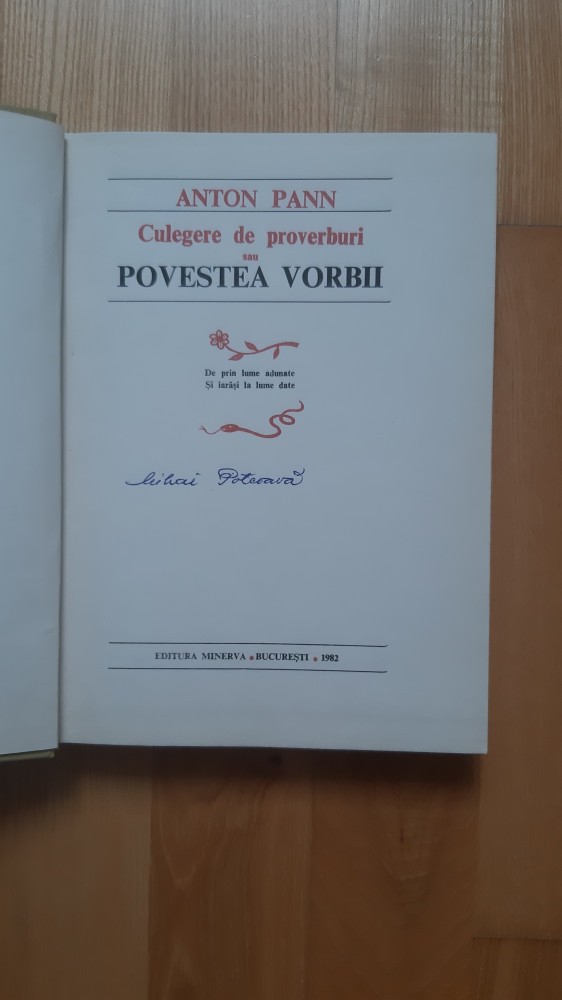 ANTON PANN
Culegere de proverburi
sau
POVESTEA VORBII
De prin lume adunate
Și iarăși la lume date
Mihai
EDITURA MINERVA • BUCUREȘTI • 1982